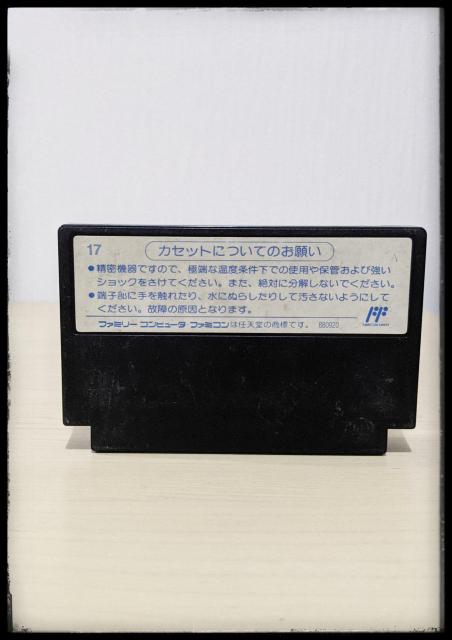 17
カセットについてのお願い
●精密機器ですので、極端な温度条件下での使用や保管および強い
ショックをさけてください。また、絶対に分解しないでください。
●端子部に手を触れたり、水にぬらしたりして汚さないようにして
ください。故障の原因となります。
ファミリーコンピュータ ファミコンは任天堂の商標です。 880920